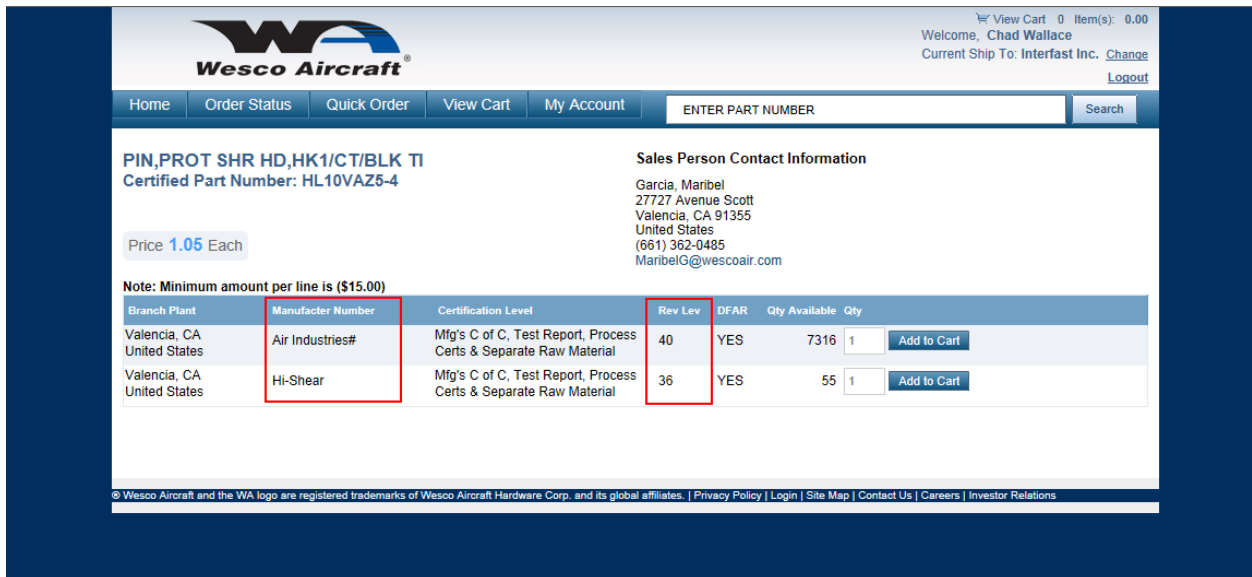 View Cart 0 Item(s): 0.00
Welcome, Chad Wallace
Current Ship To: Interfast Inc. Change
Logout
WA
Wesco Aircraft®
Home Order Status Quick Order View Cart My Account ENTER PART NUMBER Search
PIN,PROT SHR HD,HK1/CT/BLK TI
Certified Part Number: HL10VAZ5-4
Price 1.05 Each
Sales Person Contact Information
Garcia, Maribel
27727 Avenue Scott
Valencia, CA 91355
United States
(661) 362-0485
MaribelG@wescoair.com
Note: Minimum amount per line is ($15.00)
Branch Plant Manufacter Number Certification Level Rev Lev DFAR Qty Available Qty
Valencia, CA
United States
Air Industries#
Mfg's C of C, Test Report, Process
Certs & Separate Raw Material
40 YES 7316 1 Add to Cart
Valencia, CA
United States
Hi-Shear
Mfg's C of C, Test Report, Process
Certs & Separate Raw Material
36 YES 55 1 Add to Cart
® Wesco Aircraft and the WA logo are registered trademarks of Wesco Aircraft Hardware Corp. and its global affiliates. | Privacy Policy | Login | Site Map | Contact Us | Careers | Investor Relations